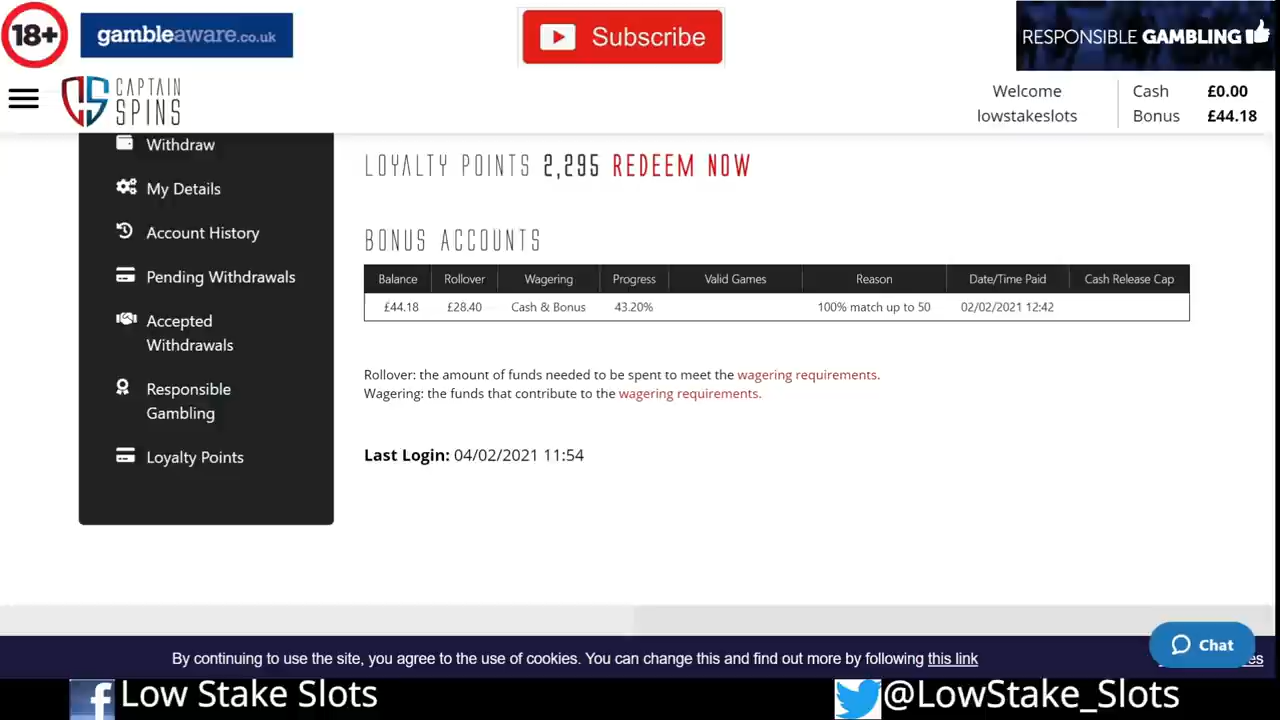 18+
gambleaware.co.uk
Subscribe
RESPONSIBLE GAMBLING
CAPTAIN
SPINS
Welcome
lowstakeslots
Cash £0.00
Bonus £44.18
Withdraw
My Details
Account History
Pending Withdrawals
Accepted
Withdrawals
Responsible
Gambling
Loyalty Points
LOYALTY POINTS 2,295 REDEEM NOW
BONUS ACCOUNTS
Balance Rollover Wagering Progress Valid Games Reason Date/Time Paid Cash Release Cap
£44.18 £28.40 Cash & Bonus 43.20% 100% match up to 50 02/02/2021 12:42
Rollover: the amount of funds needed to be spent to meet the wagering requirements.
Wagering: the funds that contribute to the wagering requirements.
Last Login: 04/02/2021 11:54
By continuing to use the site, you agree to the use of cookies. You can change this and find out more by following this link
Chat
Low Stake Slots
@LowStake_Slots